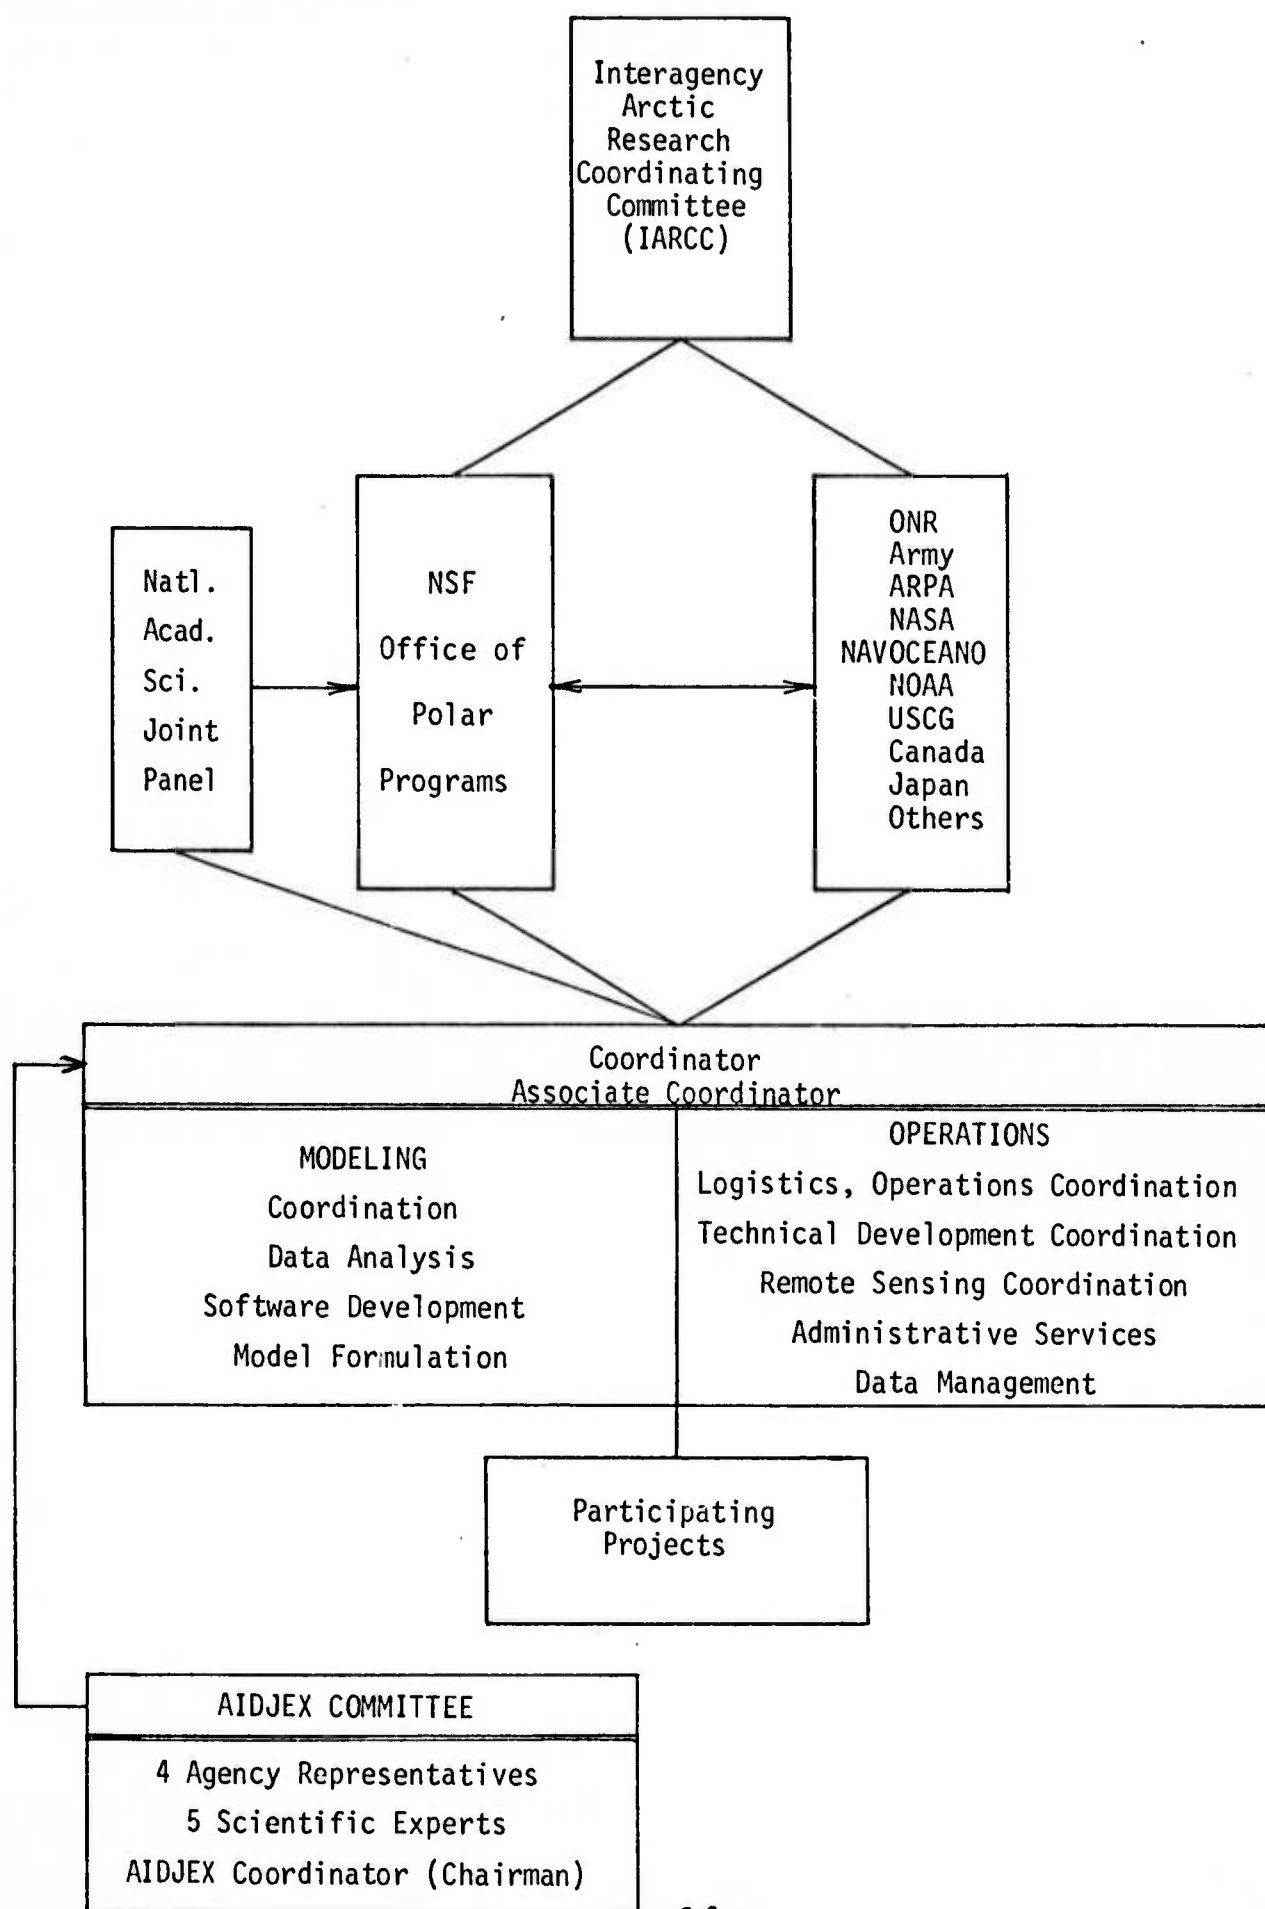 Interagency
Arctic
Research
Coordinating
Committee
(IARCC)
Natl.
Acad.
Sci.
Joint
Panel
NSF
Office of
Polar
Programs
ONR
Army
ARPA
NASA
NAVOCEANO
NOAA
USCG
Canada
Japan
Others
Coordinator
Associate Coordinator
MODELING
Coordination
Data Analysis
Software Development
Model Formulation
OPERATIONS
Logistics, Operations Coordination
Technical Development Coordination
Remote Sensing Coordination
Administrative Services
Data Management
Participating
Projects
AIDJEX COMMITTEE
4 Agency Representatives
5 Scientific Experts
AIDJEX Coordinator (Chairman)